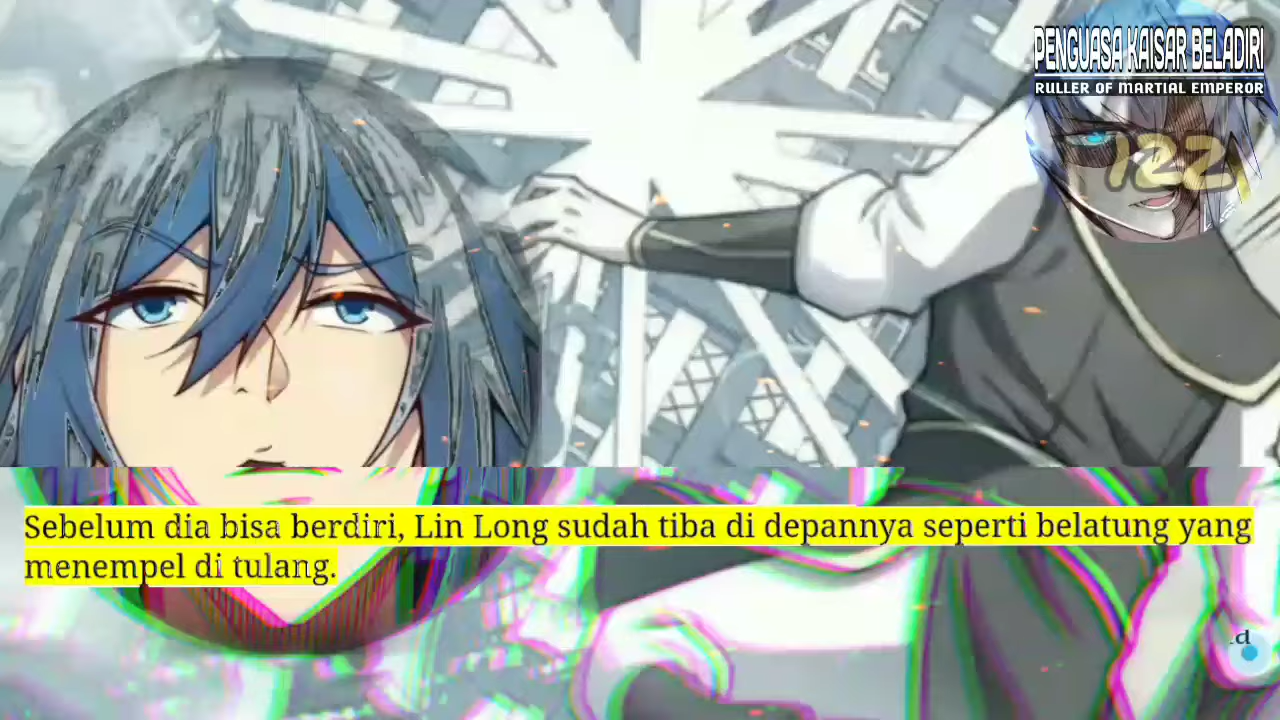 PENGUASA KAISAR BELADIRI
RULLER OF MARTIAL EMPEROR
122
Sebelum dia bisa berdiri, Lin Long sudah tiba di depannya seperti belatung yang
menempel di tulang.